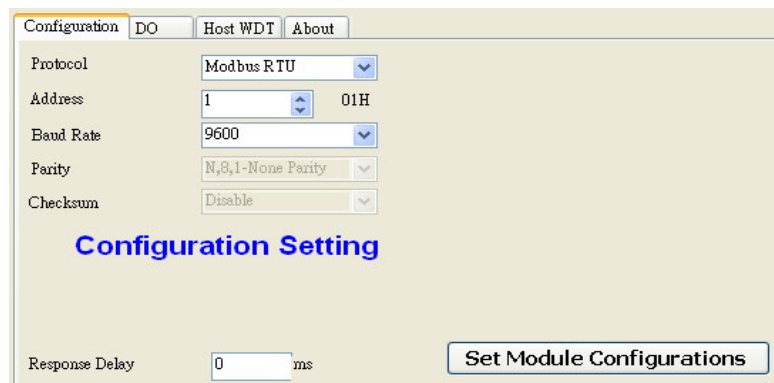 Configuration DO Host WDT About
Protocol Modbus RTU
Address 1 01H
Baud Rate 9600
Parity N,8,1-None Parity
Checksum Disable
Configuration Setting
Response Delay 0 ms Set Module Configurations